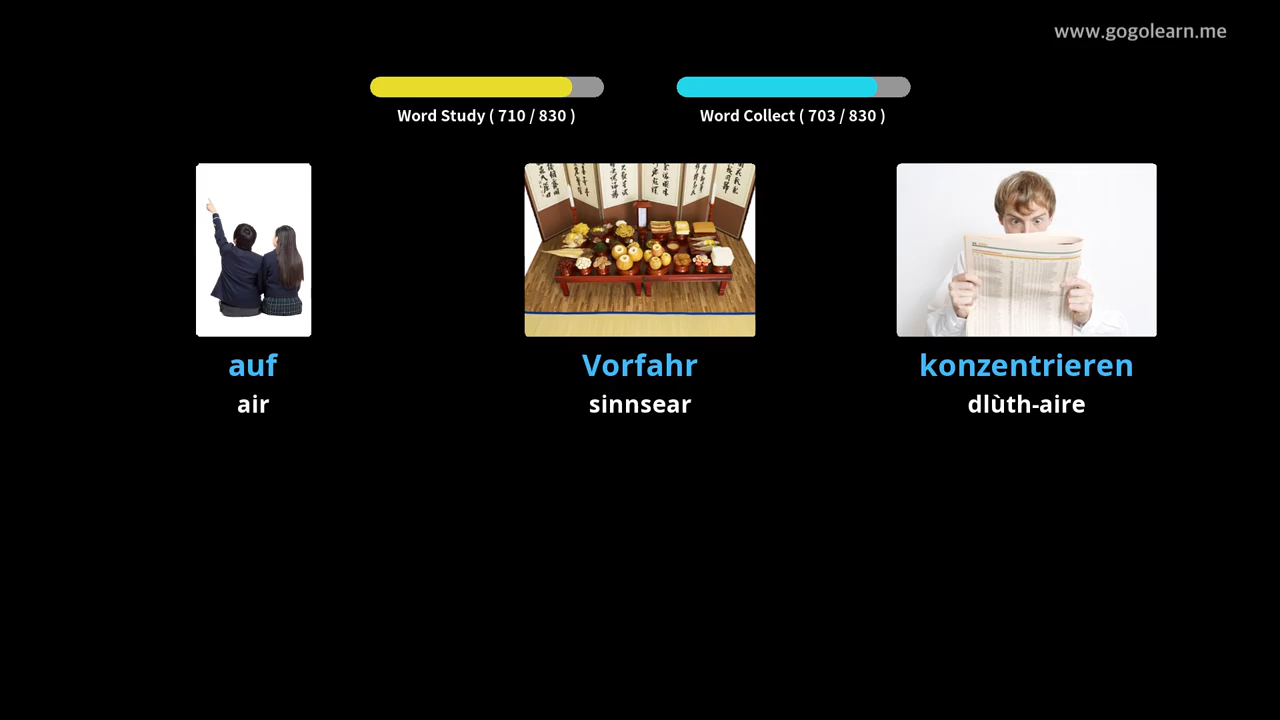 www.gogolearn.me
Word Study ( 710 / 830 )
Word Collect ( 703 / 830 )
auf
Vorfahr
konzentrieren
air
sinnsear
dlùth-aire